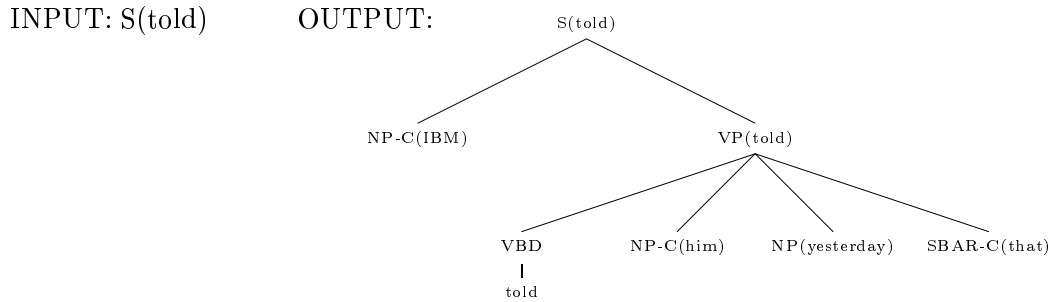 INPUT: S(told) OUTPUT: S(told)
NP-C(IBM) VP(told)
VBD NP-C(him) NP(yesterday) SBAR-C(that)
told